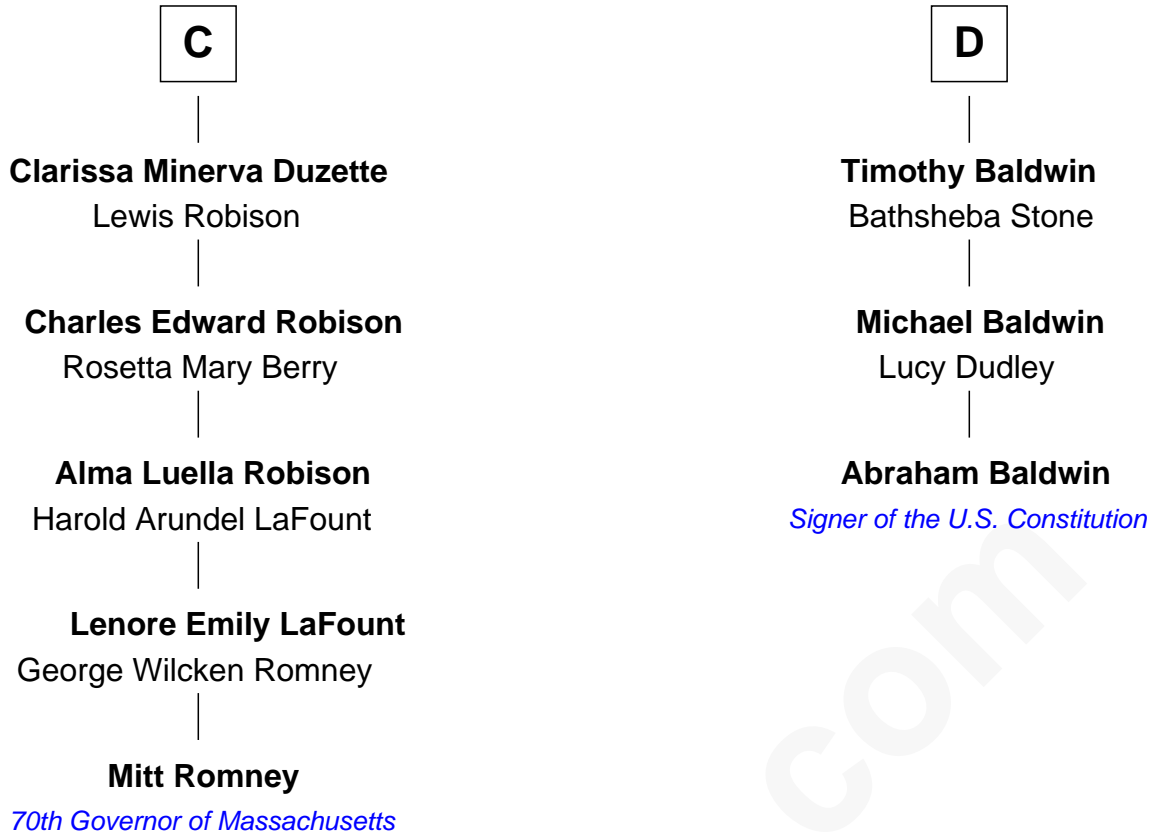 C
Clarissa Minerva Duzette
Lewis Robison
Charles Edward Robison
Rosetta Mary Berry
Alma Luella Robison
Harold Arundel LaFount
Lenore Emily LaFount
George Wilcken Romney
Mitt Romney
70th Governor of Massachusetts
D
Timothy Baldwin
Bathsheba Stone
Michael Baldwin
Lucy Dudley
Abraham Baldwin
Signer of the U.S. Constitution
com